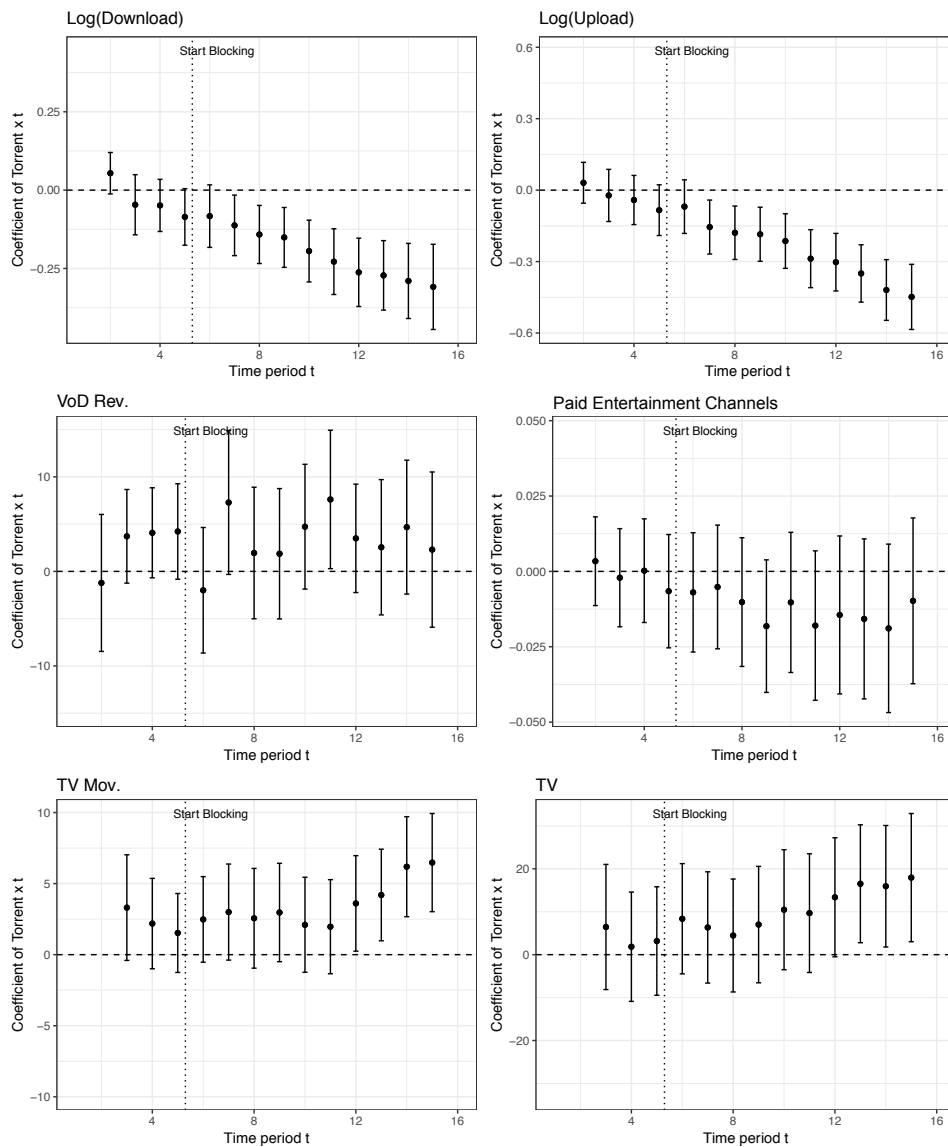 Log(Download)
Start Blocking
0.25
0.00
−0.25
Coefficient of Torrent x t
4
8
12
16
Time period t
Log(Upload)
Start Blocking
0.6
0.3
0.0
−0.3
−0.6
Coefficient of Torrent x t
4
8
12
16
Time period t
VoD Rev.
Start Blocking
10
0
−10
Coefficient of Torrent x t
4
8
12
16
Time period t
Paid Entertainment Channels
Start Blocking
0.050
0.025
0.000
−0.025
−0.050
Coefficient of Torrent x t
4
8
12
16
Time period t
TV Mov.
Start Blocking
10
5
0
−5
−10
Coefficient of Torrent x t
4
8
12
16
Time period t
TV
Start Blocking
20
0
−20
Coefficient of Torrent x t
4
8
12
16
Time period t